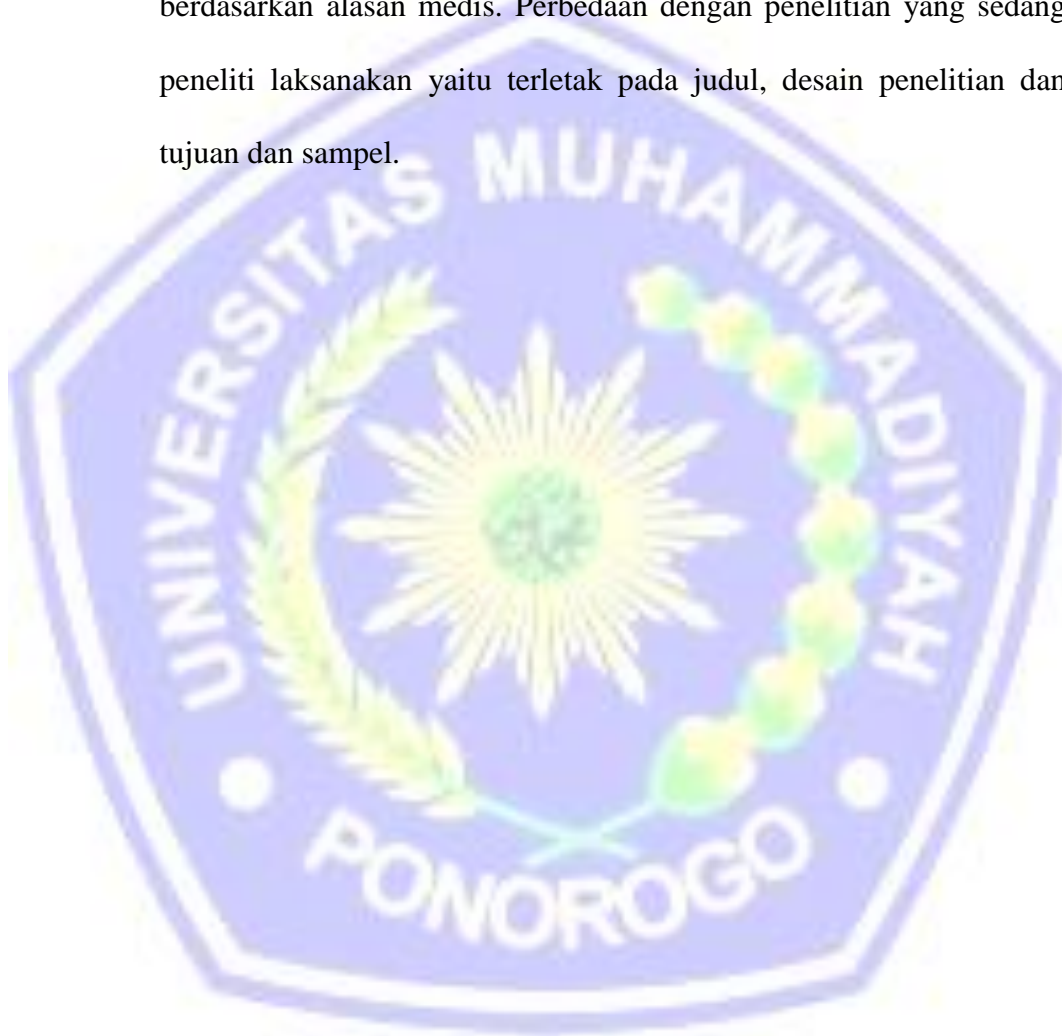 berdasarkan alasan medis. Perbedaan dengan penelitian yang sedang
peneliti laksanakan yaitu terletak pada judul, desain penelitian dan
tujuan dan sampel.
UNIVERSITAS MUHAMMADIYAH
PONOROGO